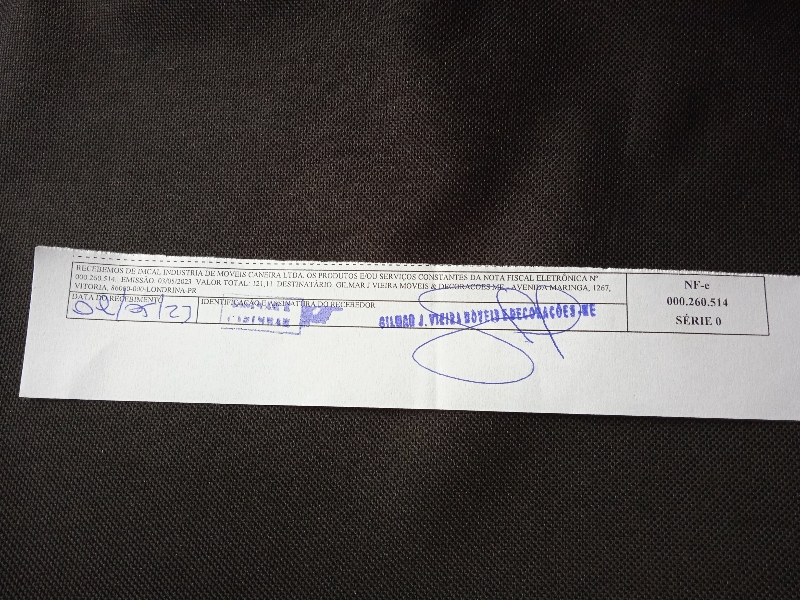 RECEBEMOS DE IMCAL INDUSTRIA DE MOVEIS CANEIRA LTDA. OS PRODUTOS E/OU SERVIÇOS CONSTANTES DA NOTA FISCAL ELETRÔNICA Nº
000.260.514 EMISSÃO: 03/05/2023 VALOR TOTAL: 321,11 DESTINATÁRIO: GILMAR J VIEIRA MOVEIS & DECORACOES ME - AVENIDA MARINGA, 1267,
VITORIA, 86060-000-LONDRINA-PR
DATA DO RECEBIMENTO
IDENTIFICAÇÃO E ASSINATURA DO RECEBEDOR
GILMAR J. VIEIRA MOVEIS E DECORAÇÕES -ME
NF-e
000.260.514
SÉRIE 0